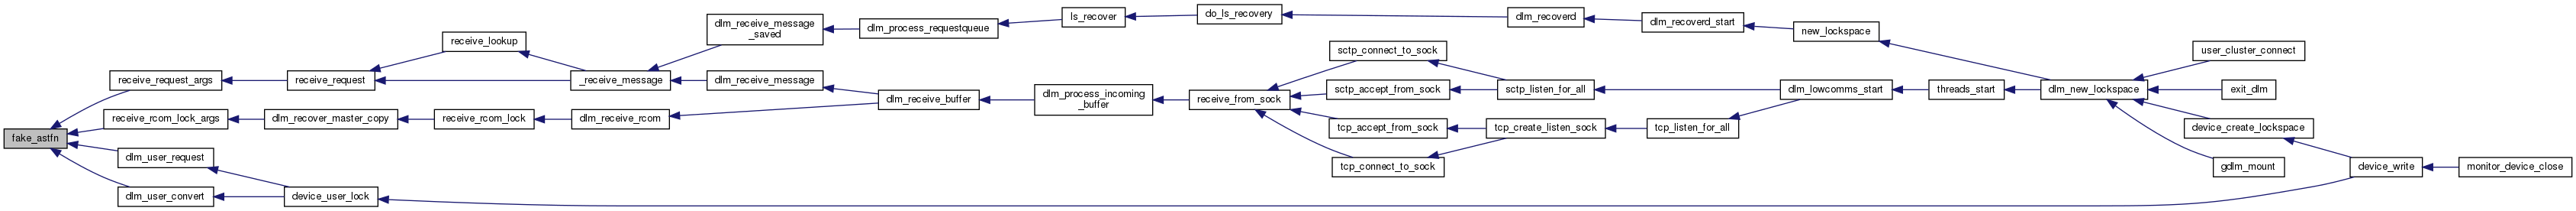 fake_astfn
receive_request_args
receive_rcom_lock_args
dlm_user_request
dlm_user_convert
receive_request
dlm_recover_master_copy
device_user_lock
receive_lookup
receive_rcom_lock
_receive_message
dlm_receive_rcom
dlm_receive_message
_saved
dlm_receive_message
dlm_process_requestqueue
dlm_receive_buffer
ls_recover
dlm_process_incoming
_buffer
do_ls_recovery
receive_from_sock
sctp_connect_to_sock
sctp_accept_from_sock
tcp_accept_from_sock
tcp_connect_to_sock
dlm_recoverd
sctp_listen_for_all
tcp_create_listen_sock
dlm_recoverd_start
tcp_listen_for_all
new_lockspace
dlm_lowcomms_start
threads_start
dlm_new_lockspace
user_cluster_connect
exit_dlm
device_create_lockspace
gdlm_mount
device_write
monitor_device_close